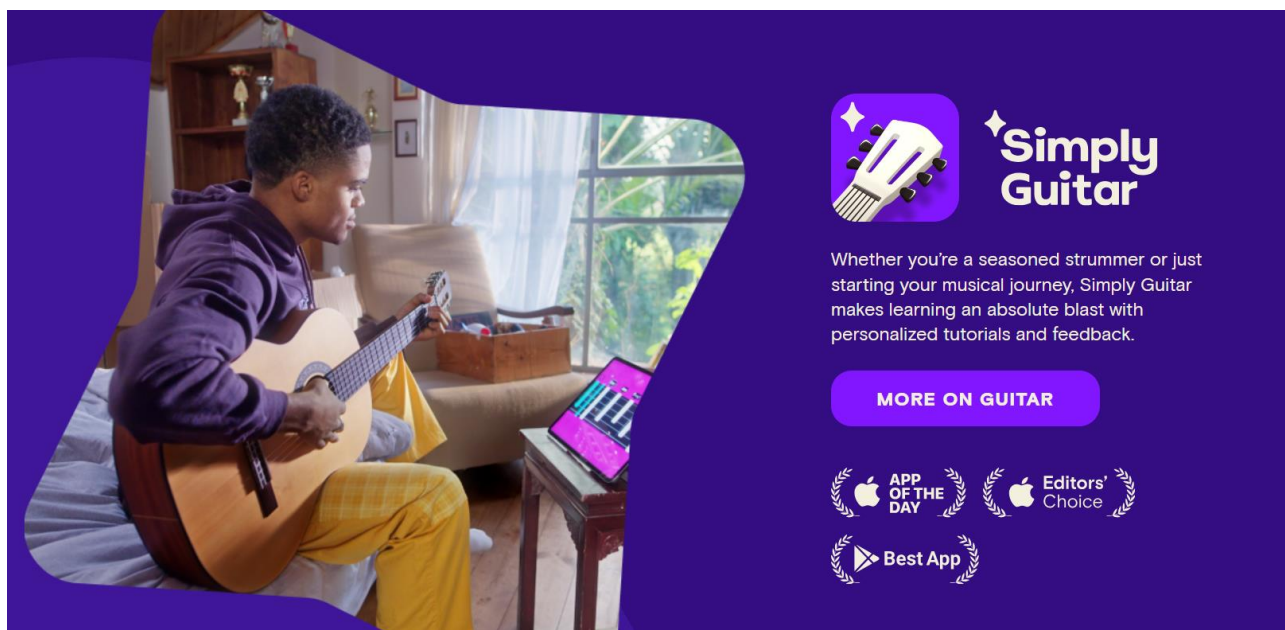 Simply
Guitar
Whether you’re a seasoned strummer or just
starting your musical journey, Simply Guitar
makes learning an absolute blast with
personalized tutorials and feedback.
MORE ON GUITAR
APP
OF THE
DAY
Editors’
Choice
Best App